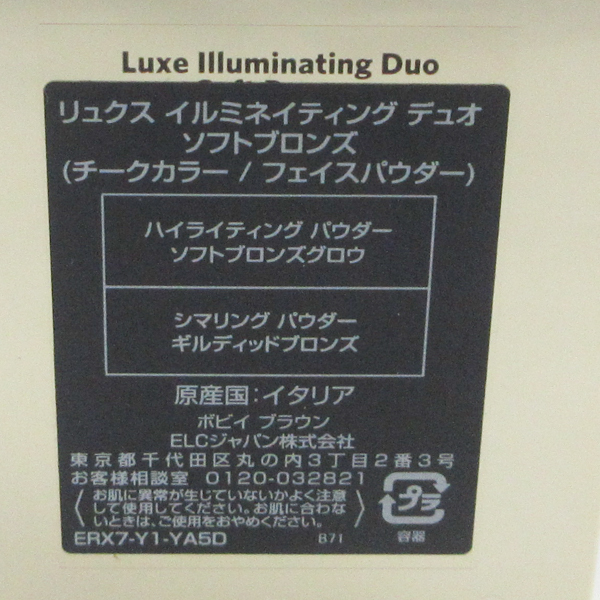 Luxe Illuminating Duo
リュクス イルミネイティング デュオ
ソフトブロンズ
(チークカラー / フェイスパウダー)
ハイライティング パウダー
ソフトブロンズグロウ
シマリング パウダー
ギルディッドブロンズ
原産国:イタリア
ボビイ ブラウン
ELCジャパン株式会社
東京都千代田区丸の内3丁目2番3号
お客様相談室 0120-032821
お肌に異常が生じていないかよく注意
して使用してください。お肌に合わな
いときは、ご使用をおやめください。
プラ
容器
ERX7-Y1-YA5D B71